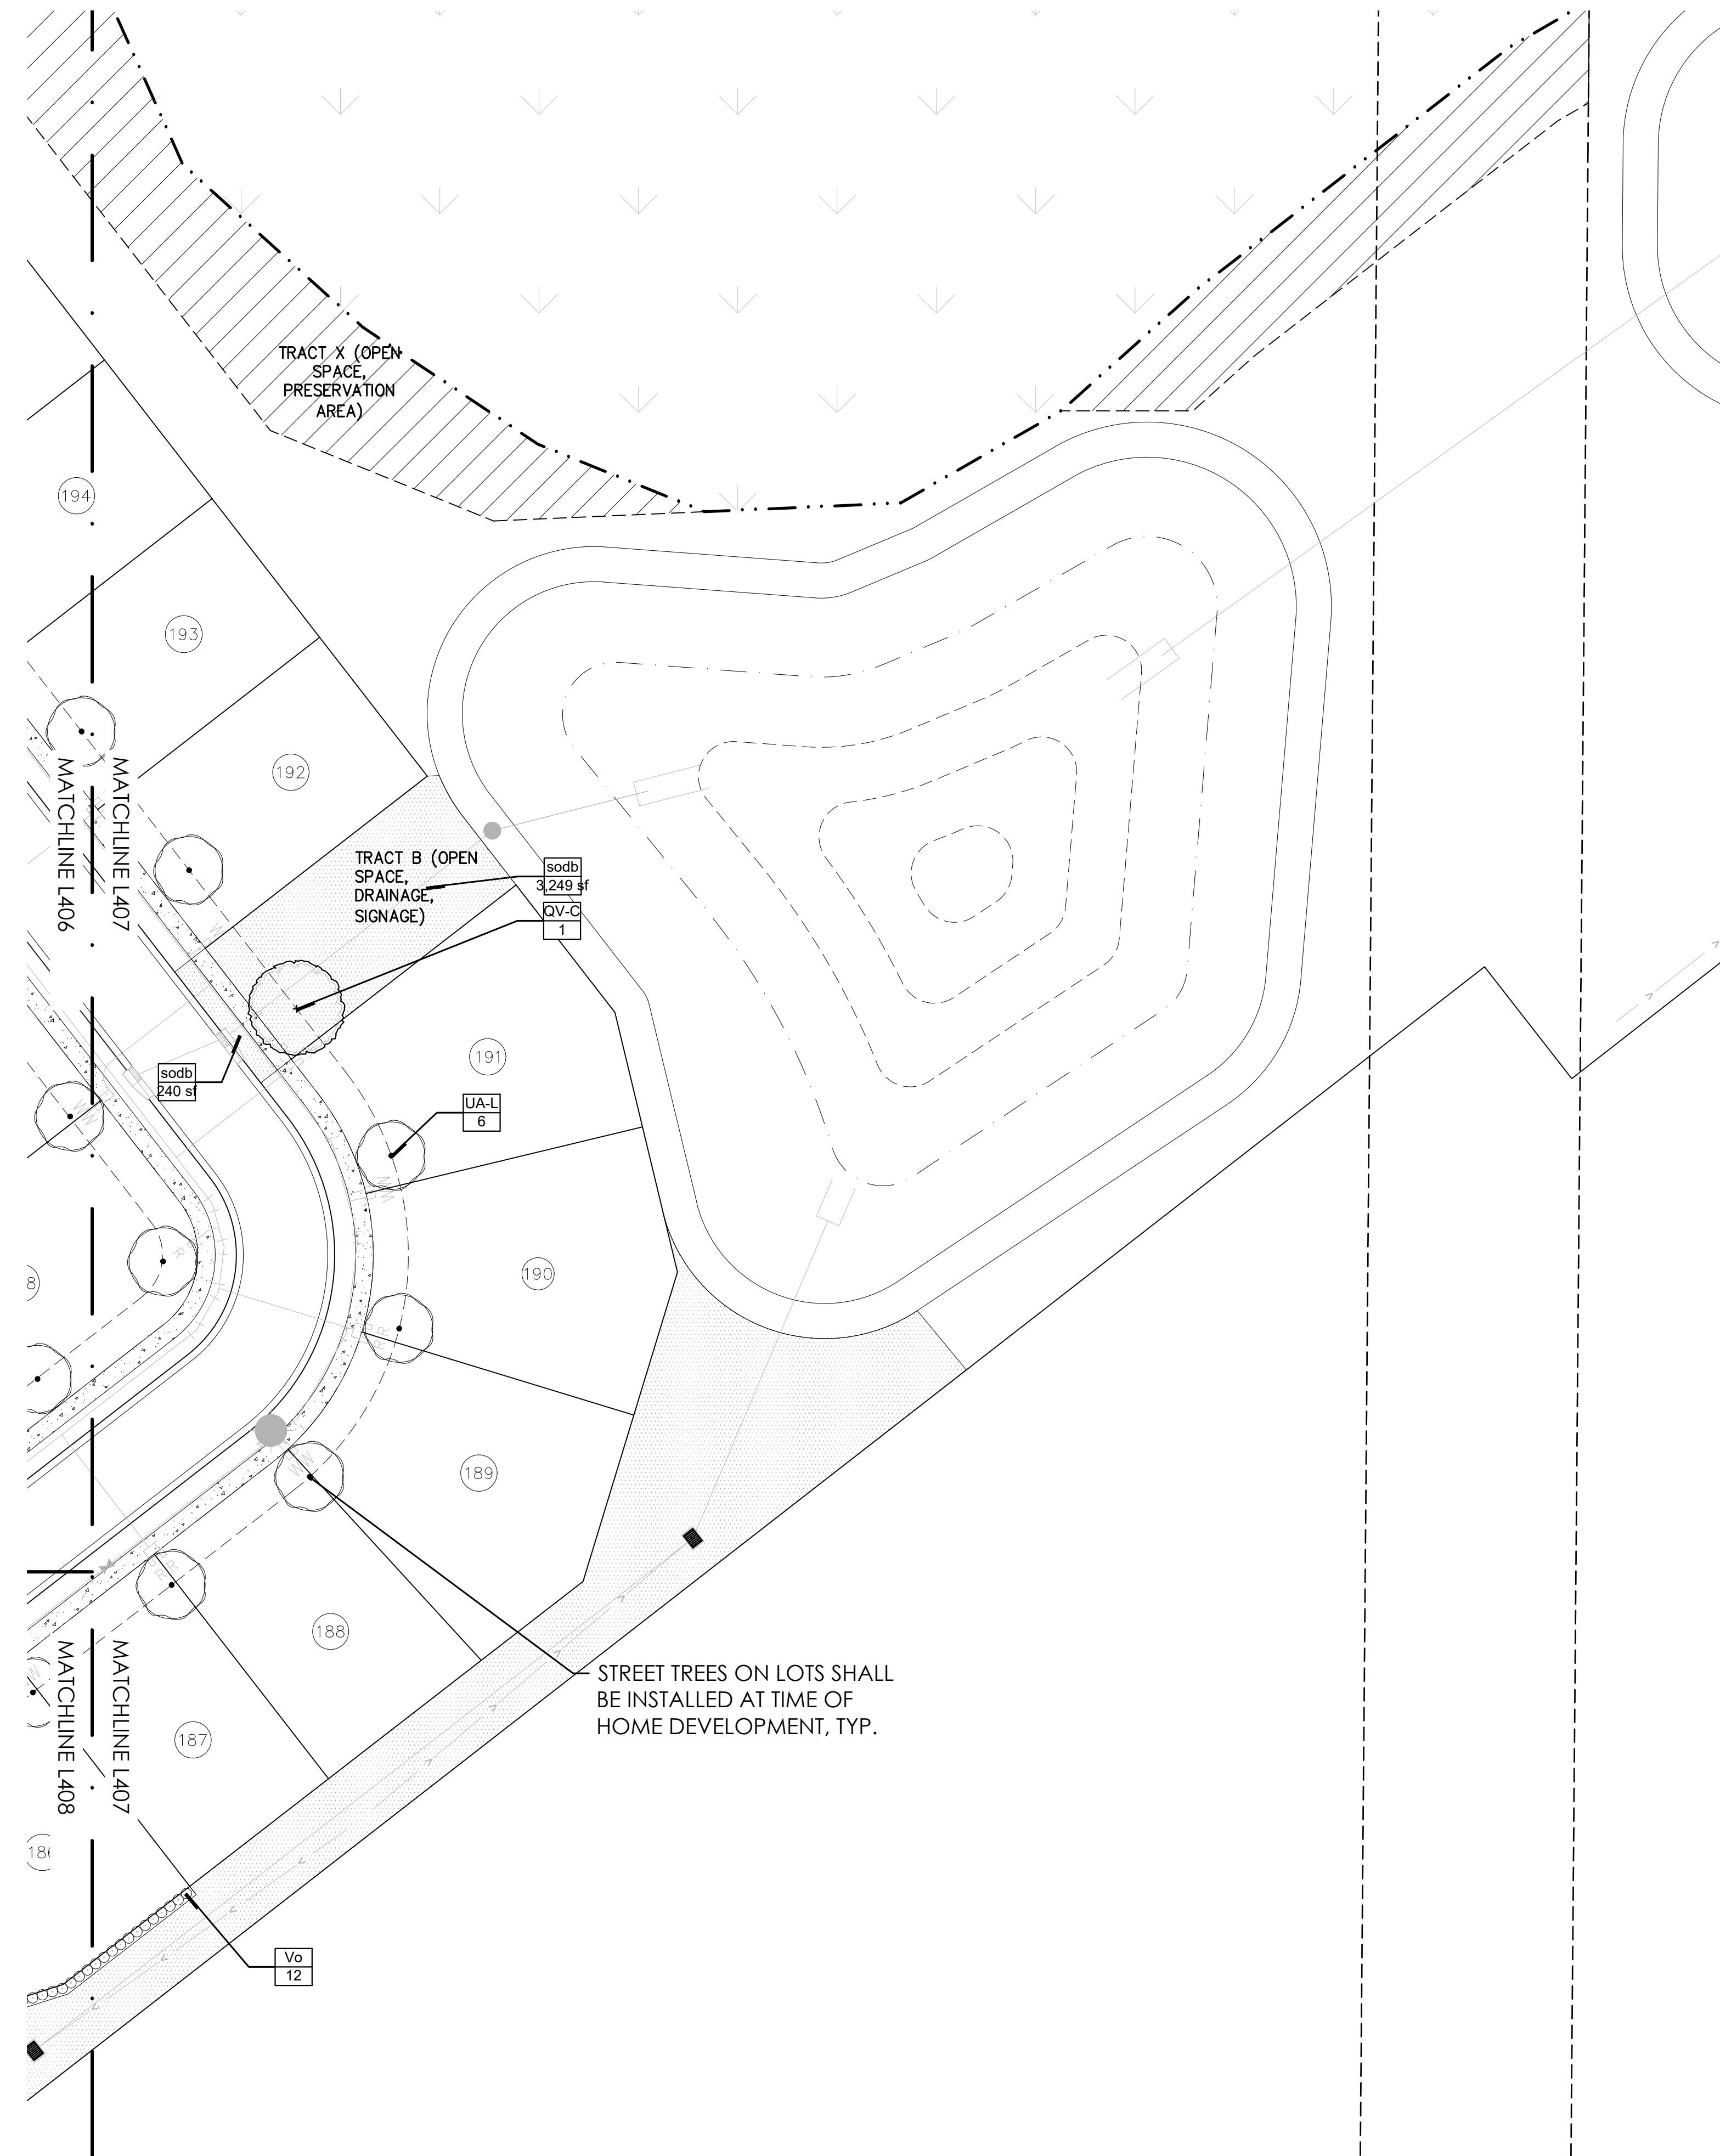 TRACT X (OPEN
SPACE,
PRESERVATION
AREA)
194
193
192
MATCHLINE L407
MATCHLINE L406
TRACT B (OPEN
SPACE,
DRAINAGE,
SIGNAGE)
sodb
3,249 sf
QV-C
1
191
sodb
240 sf
UA-L
6
190
8
189
188
STREET TREES ON LOTS SHALL
BE INSTALLED AT TIME OF
HOME DEVELOPMENT, TYP.
MATCHLINE L407
MATCHLINE L408
187
186
Vo
12